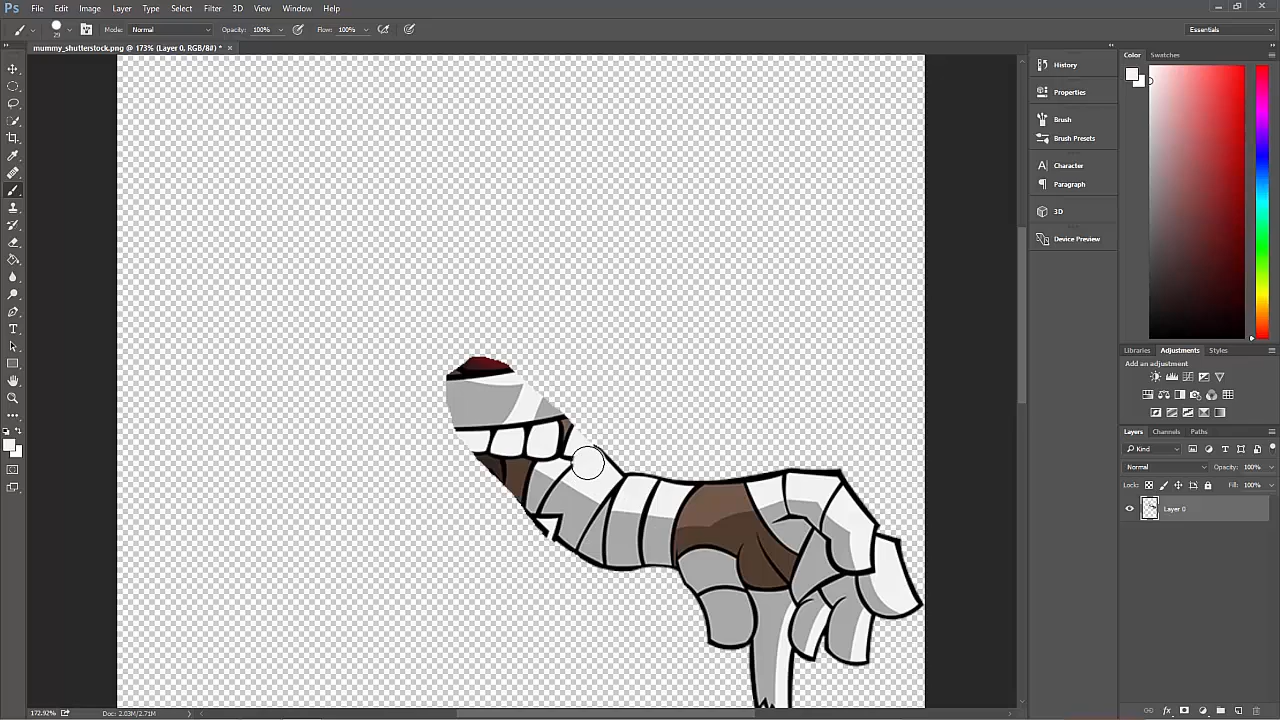 Ps File Edit Image Layer Type Select Filter 3D View Window Help
29 Mode: Normal Opacity: 100% Flow: 100% Essentials
mummy_shutterstock.png @ 173% (Layer 0, RGB/8#) * ×
History
Properties
Brush
Brush Presets
Character
Paragraph
3D
Device Preview
Color Swatches
Libraries Adjustments Styles
Add an adjustment
Layers Channels Paths
Kind
Normal Opacity: 100%
Lock: Fill: 100%
Layer 0
172.92% Doc: 2.03M/2.71M